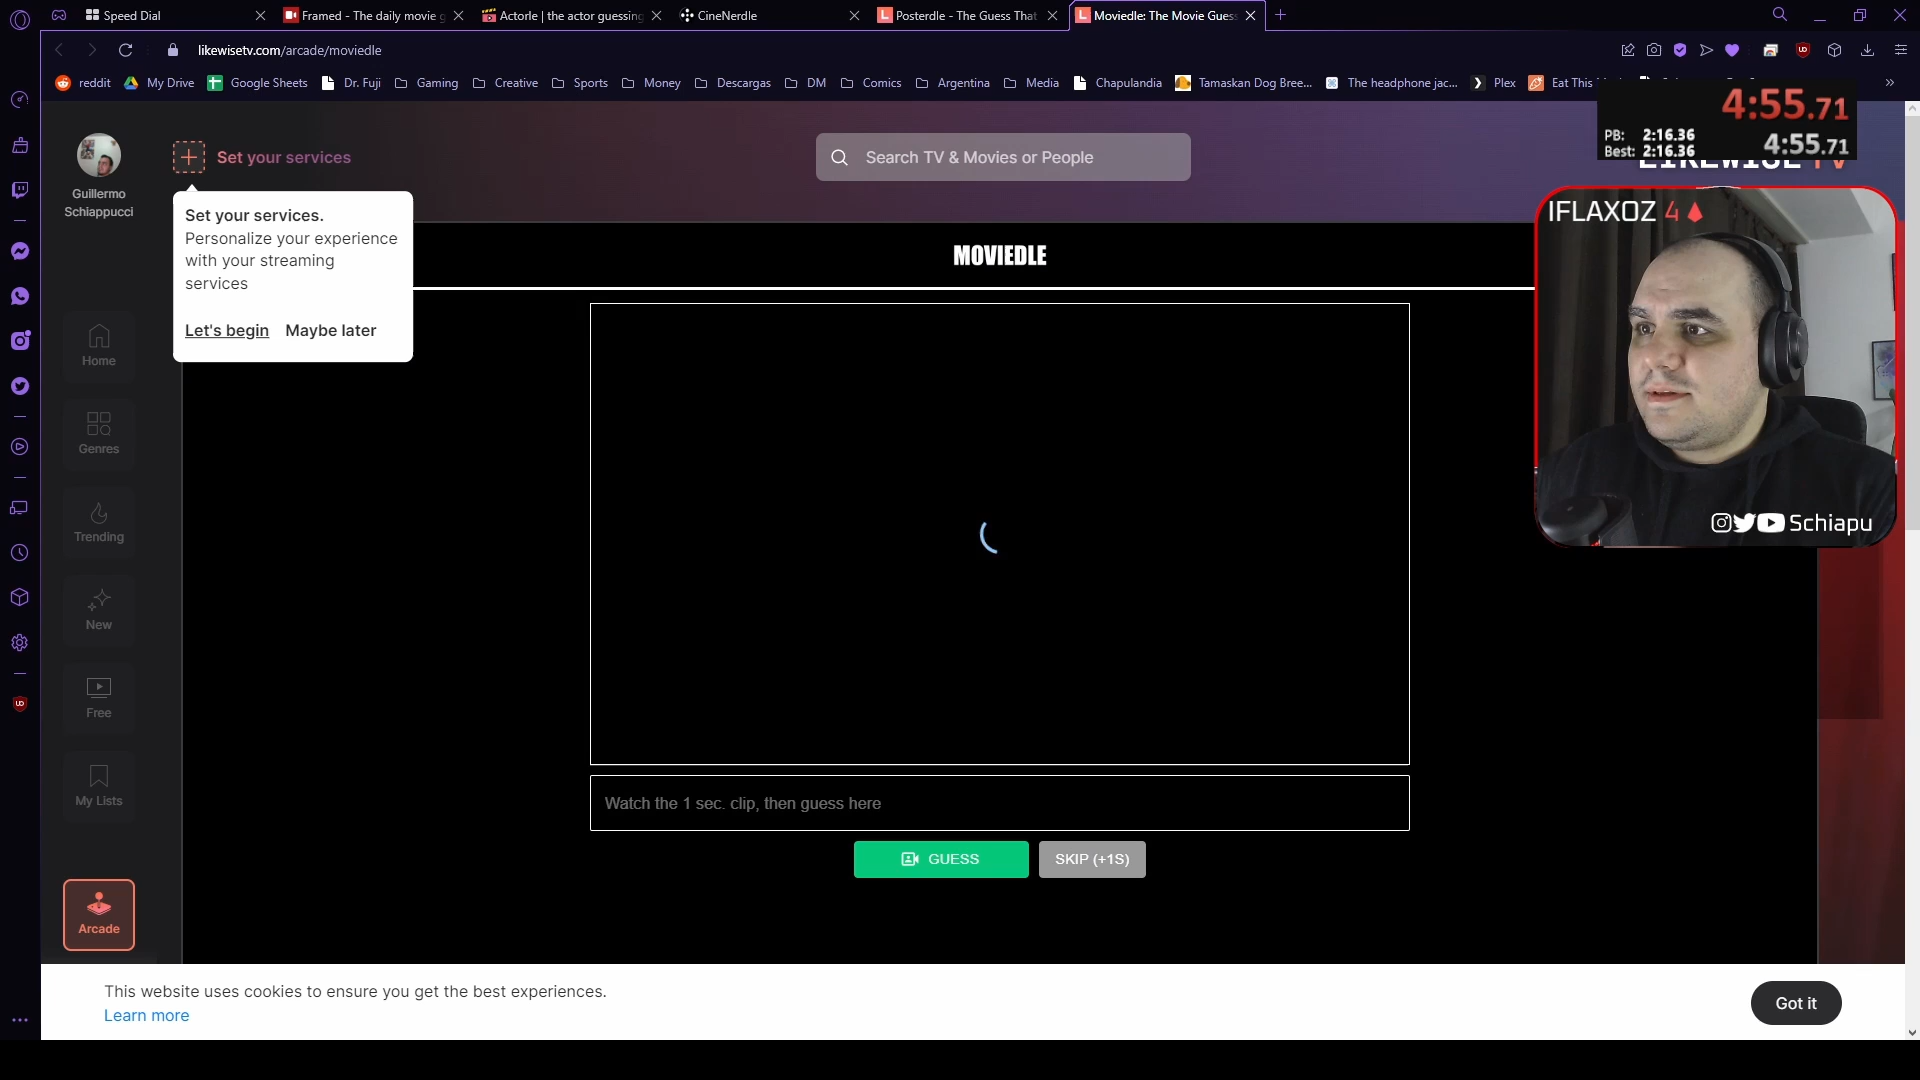 Speed Dial
Framed - The daily movie g
Actorle | the actor guessing
CineNerdle
Posterdle - The Guess That
Moviedle: The Movie Guess
likewisetv.com/arcade/moviedle
reddit
My Drive
Google Sheets
Dr. Fuji
Gaming
Creative
Sports
Money
Descargas
DM
Comics
Argentina
Media
Chapulandia
Tamaskan Dog Bree...
The headphone jac...
Plex
Eat This
4:55.71
PB: 2:16.36
Best: 2:16.36
4:55.71
LIKEWISE TV
Guillermo
Schiappucci
Set your services
Search TV & Movies or People
Set your services.
Personalize your experience
with your streaming
services
Let's begin
Maybe later
MOVIEDLE
IFLAXOZ 4
Schiapu
Home
Genres
Trending
New
Free
My Lists
Arcade
Watch the 1 sec. clip, then guess here
GUESS
SKIP (+1S)
This website uses cookies to ensure you get the best experiences.
Learn more
Got it